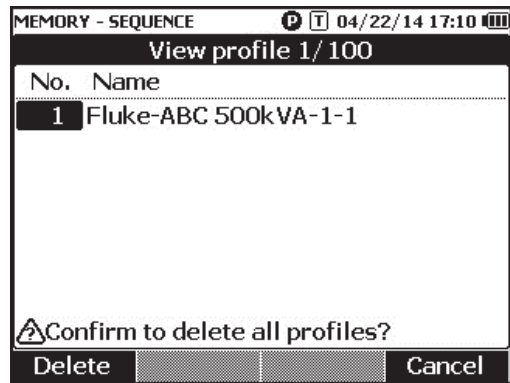 MEMORY - SEQUENCE P T 04/22/14 17:10
View profile 1/100
No. Name
1 Fluke-ABC 500kVA-1-1
?Confirm to delete all profiles?
Delete Cancel